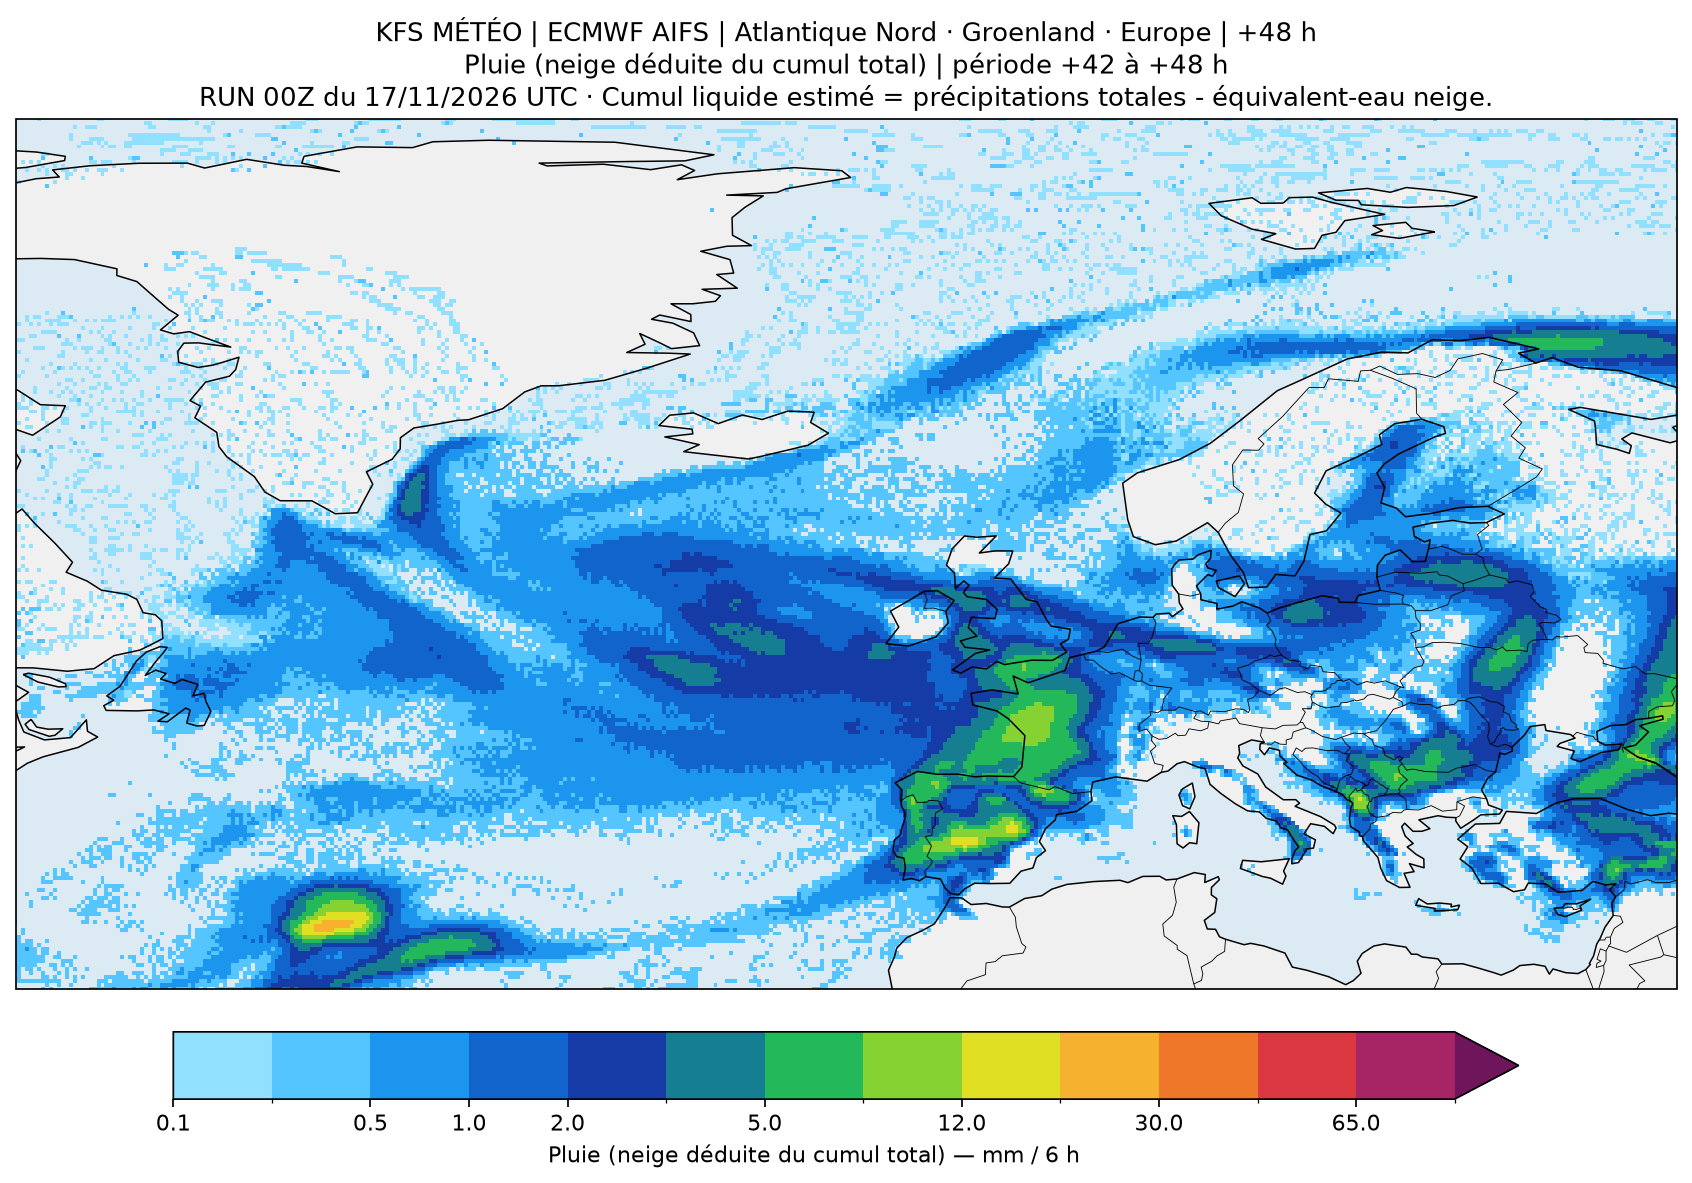 KFS MÉTÉO | ECMWF AIFS | Atlantique Nord · Groenland · Europe | +48 h
Pluie (neige déduite du cumul total) | période +42 à +48 h
RUN 00Z du 17/11/2026 UTC · Cumul liquide estimé = précipitations totales - équivalent-eau neige.
0.1 0.5 1.0 2.0 5.0 12.0 30.0 65.0
Pluie (neige déduite du cumul total) — mm / 6 h